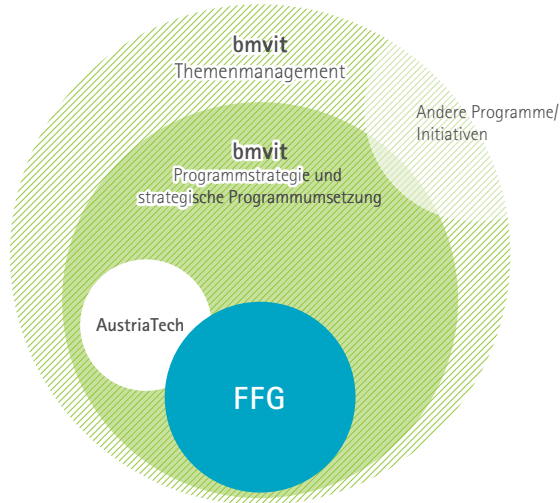 bmvit
Themenmanagement
Andere Programme/
Initiativen
bmvit
Programmstrategie und
strategische Programmumsetzung
AustriaTech
FFG